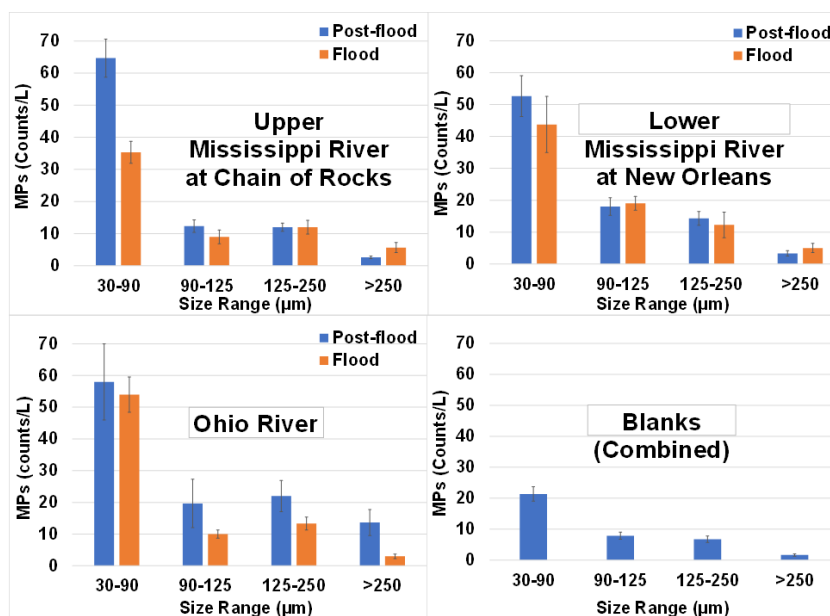 Post-flood
Flood
Upper
Mississippi River
at Chain of Rocks
MPs (Counts/L)
70
60
50
40
30
20
10
0
30-90
90-125
125-250
>250
Size Range (µm)
Post-flood
Flood
Lower
Mississippi River
at New Orleans
MPs (Counts/L)
70
60
50
40
30
20
10
0
30-90
90-125
125-250
>250
Size Range (µm)
Post-flood
Flood
Ohio River
MPs (counts/L)
70
60
50
40
30
20
10
0
30-90
90-125
125-250
>250
Size Range (µm)
Blanks
(Combined)
MPs (Counts/L)
70
60
50
40
30
20
10
0
30-90
90-125
125-250
>250
Size Range (µm)